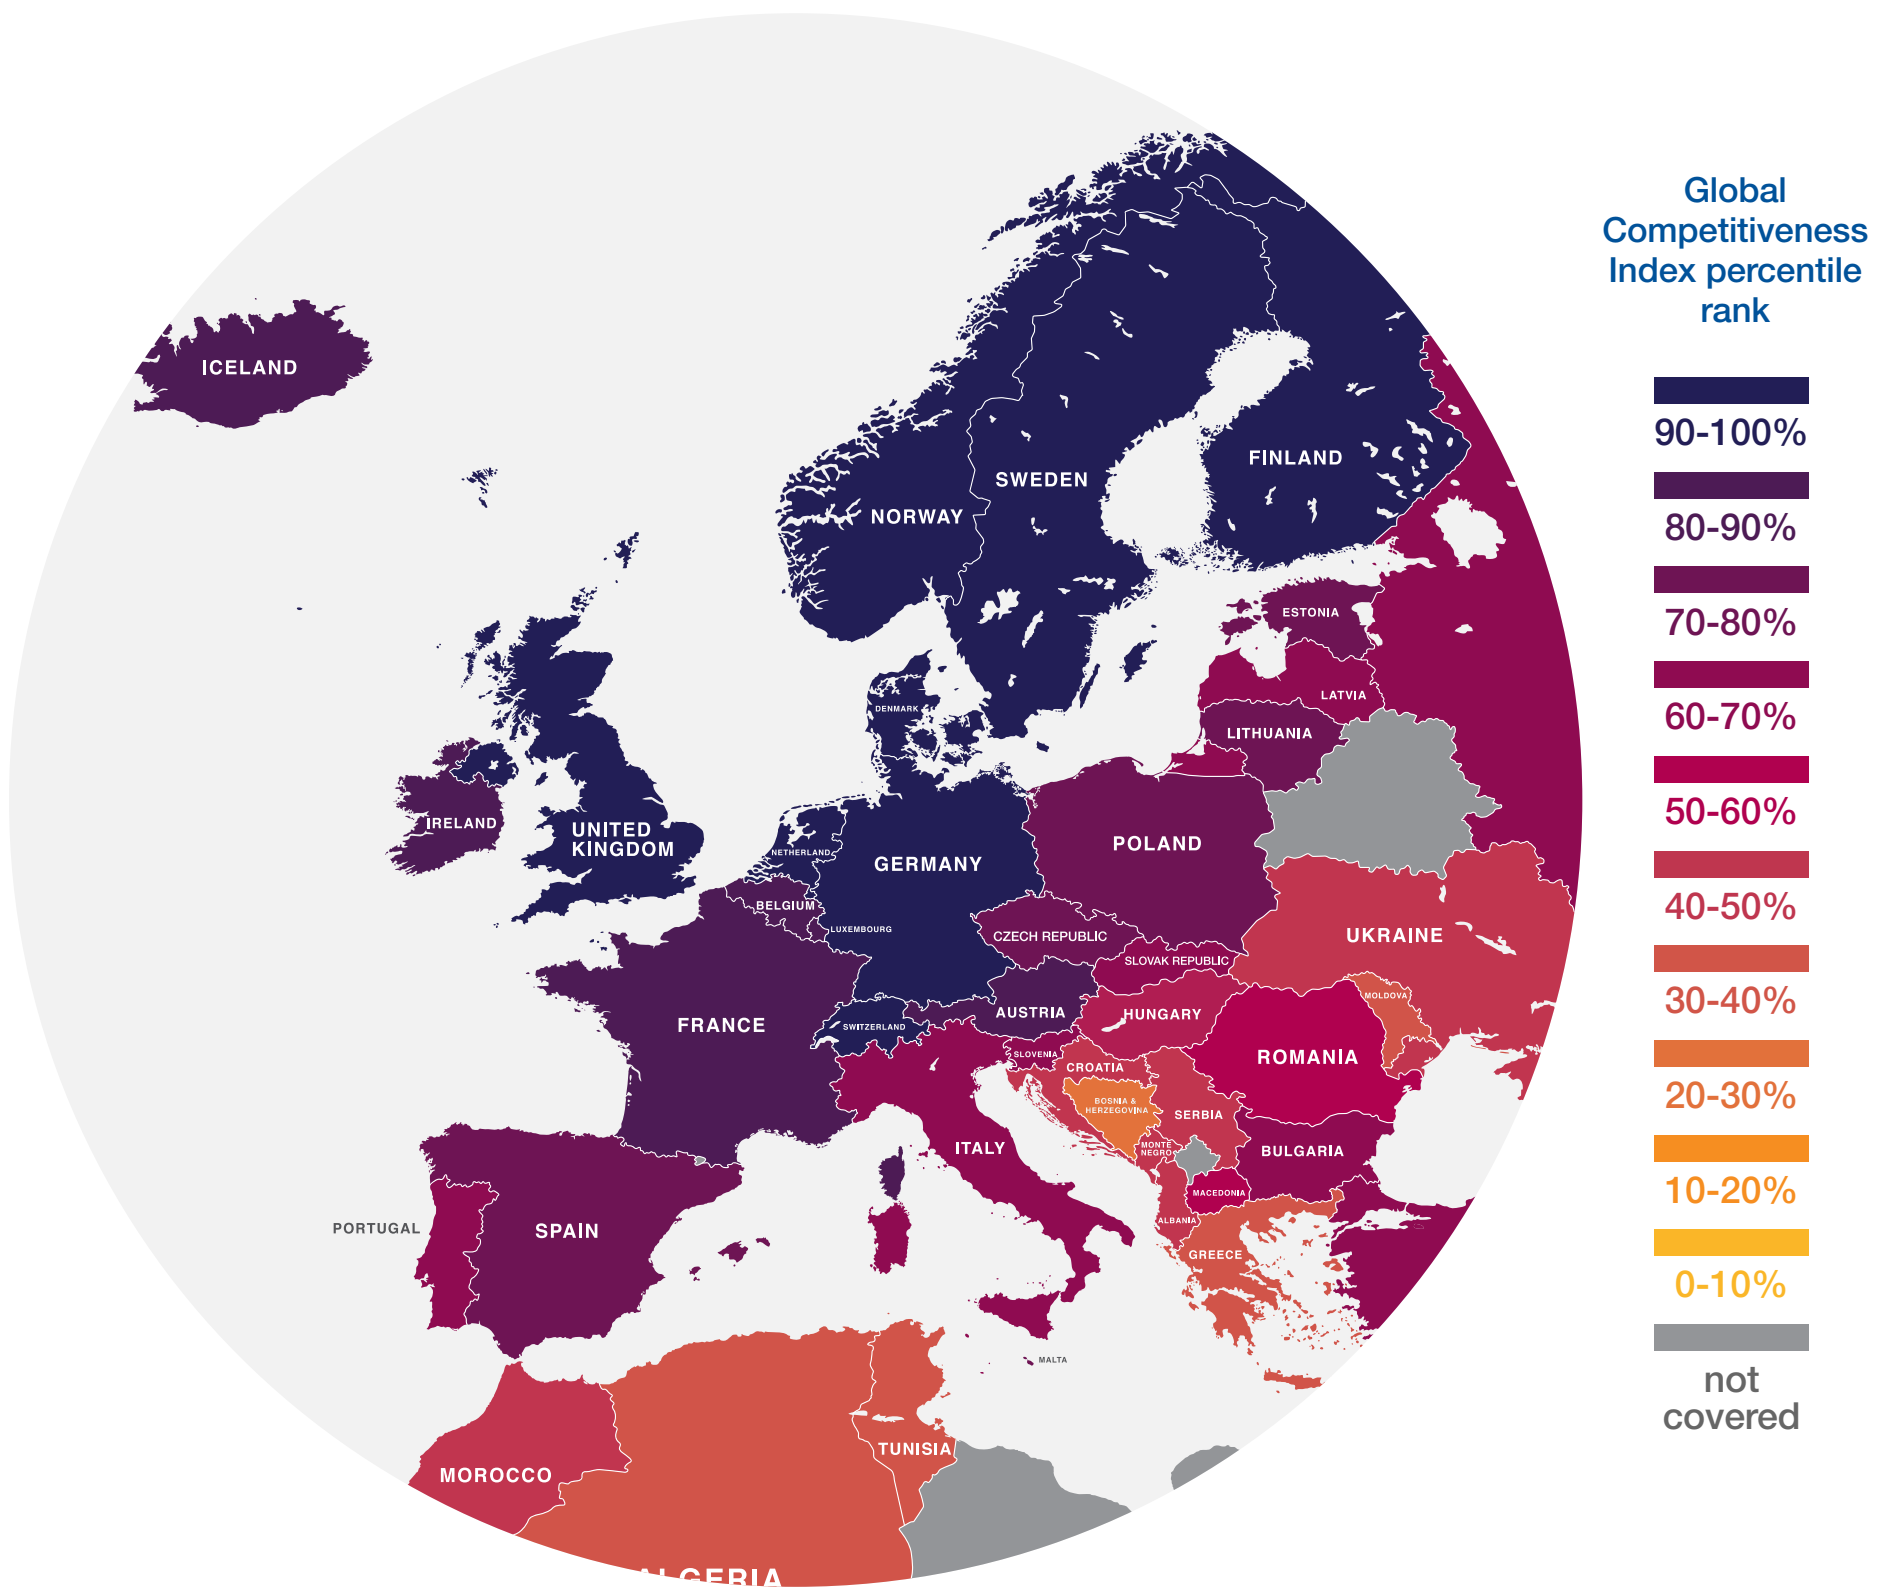 Global
Competitiveness
Index percentile
rank
90-100%
80-90%
70-80%
60-70%
50-60%
40-50%
30-40%
20-30%
10-20%
0-10%
not
covered
ICELAND
FINLAND
SWEDEN
NORWAY
ESTONIA
LATVIA
DENMARK
LITHUANIA
IRELAND
UNITED
KINGDOM
NETHERLAND
GERMANY
POLAND
BELGIUM
LUXEMBOURG
CZECH REPUBLIC
UKRAINE
SLOVAK REPUBLIC
MOLDOVA
FRANCE
SWITZERLAND
AUSTRIA
HUNGARY
SLOVENIA
ROMANIA
CROATIA
BOSNIA &
HERZEGOVINA
SERBIA
ITALY
MONTE
NEGRO
BULGARIA
MACEDONIA
PORTUGAL
SPAIN
ALBANIA
GREECE
MALTA
TUNISIA
MOROCCO
ALGERIA